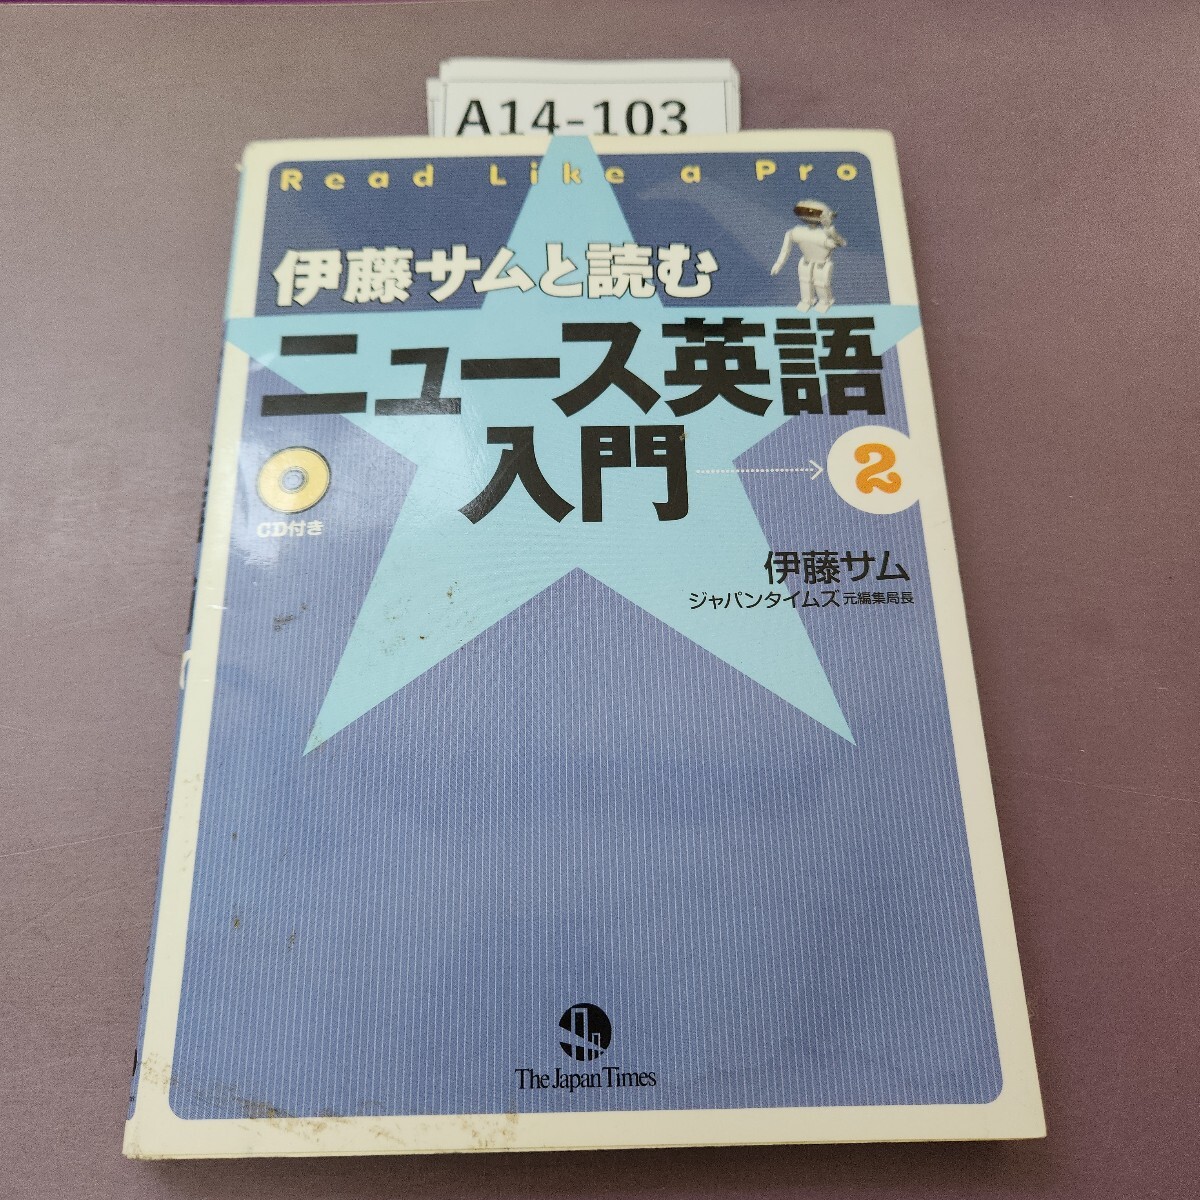 A14-103
Read Like a Pro
伊藤サムと読む
ニュース英語
入門
2
CD付き
伊藤サム
ジャパンタイムズ 元編集局長
The Japan Times